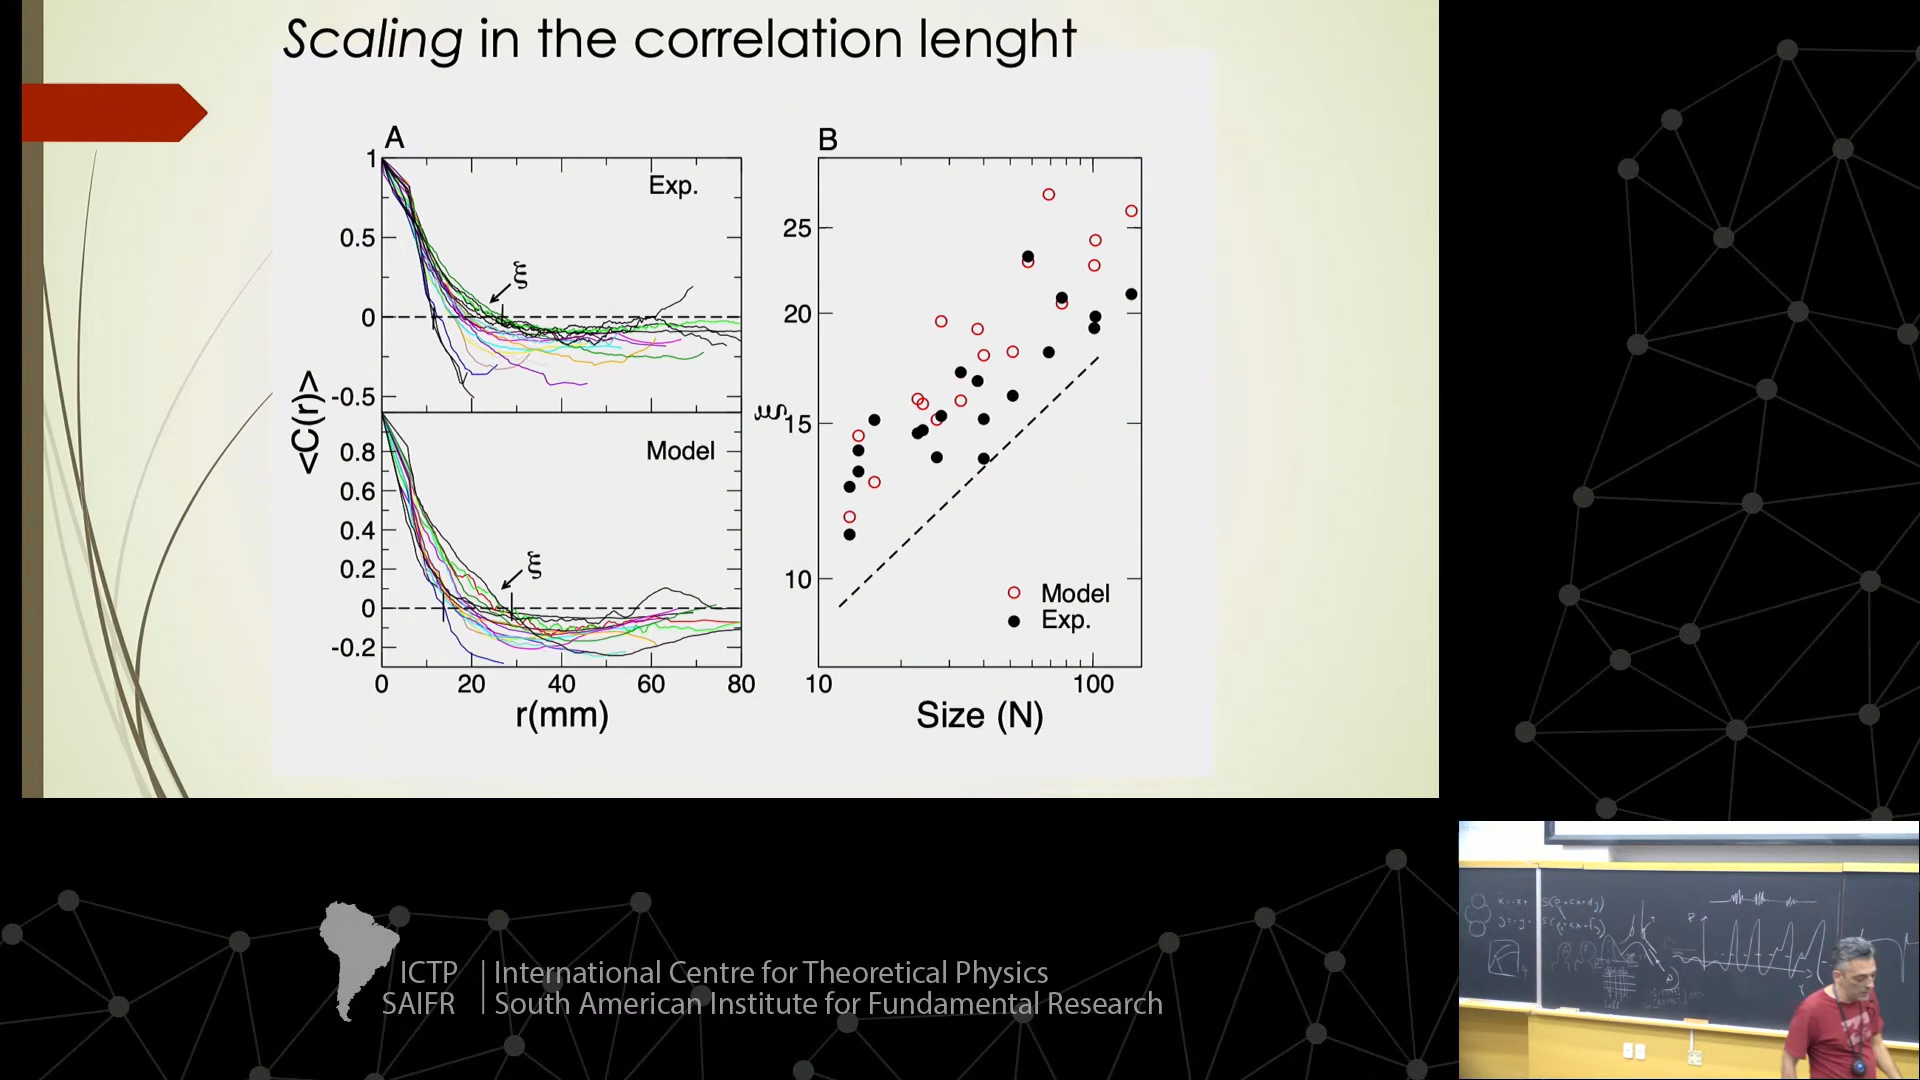 Scaling in the correlation lenght
A
B
1
0.5
0
-0.5
0.8
0.6
0.4
0.2
0
-0.2
<C(r)>
Exp.
ξ
Model
ξ
0 20 40 60 80
r(mm)
25
20
15
10
ξ
Model
Exp.
10 100
Size (N)
ICTP | International Centre for Theoretical Physics
SAIFR | South American Institute for Fundamental Research